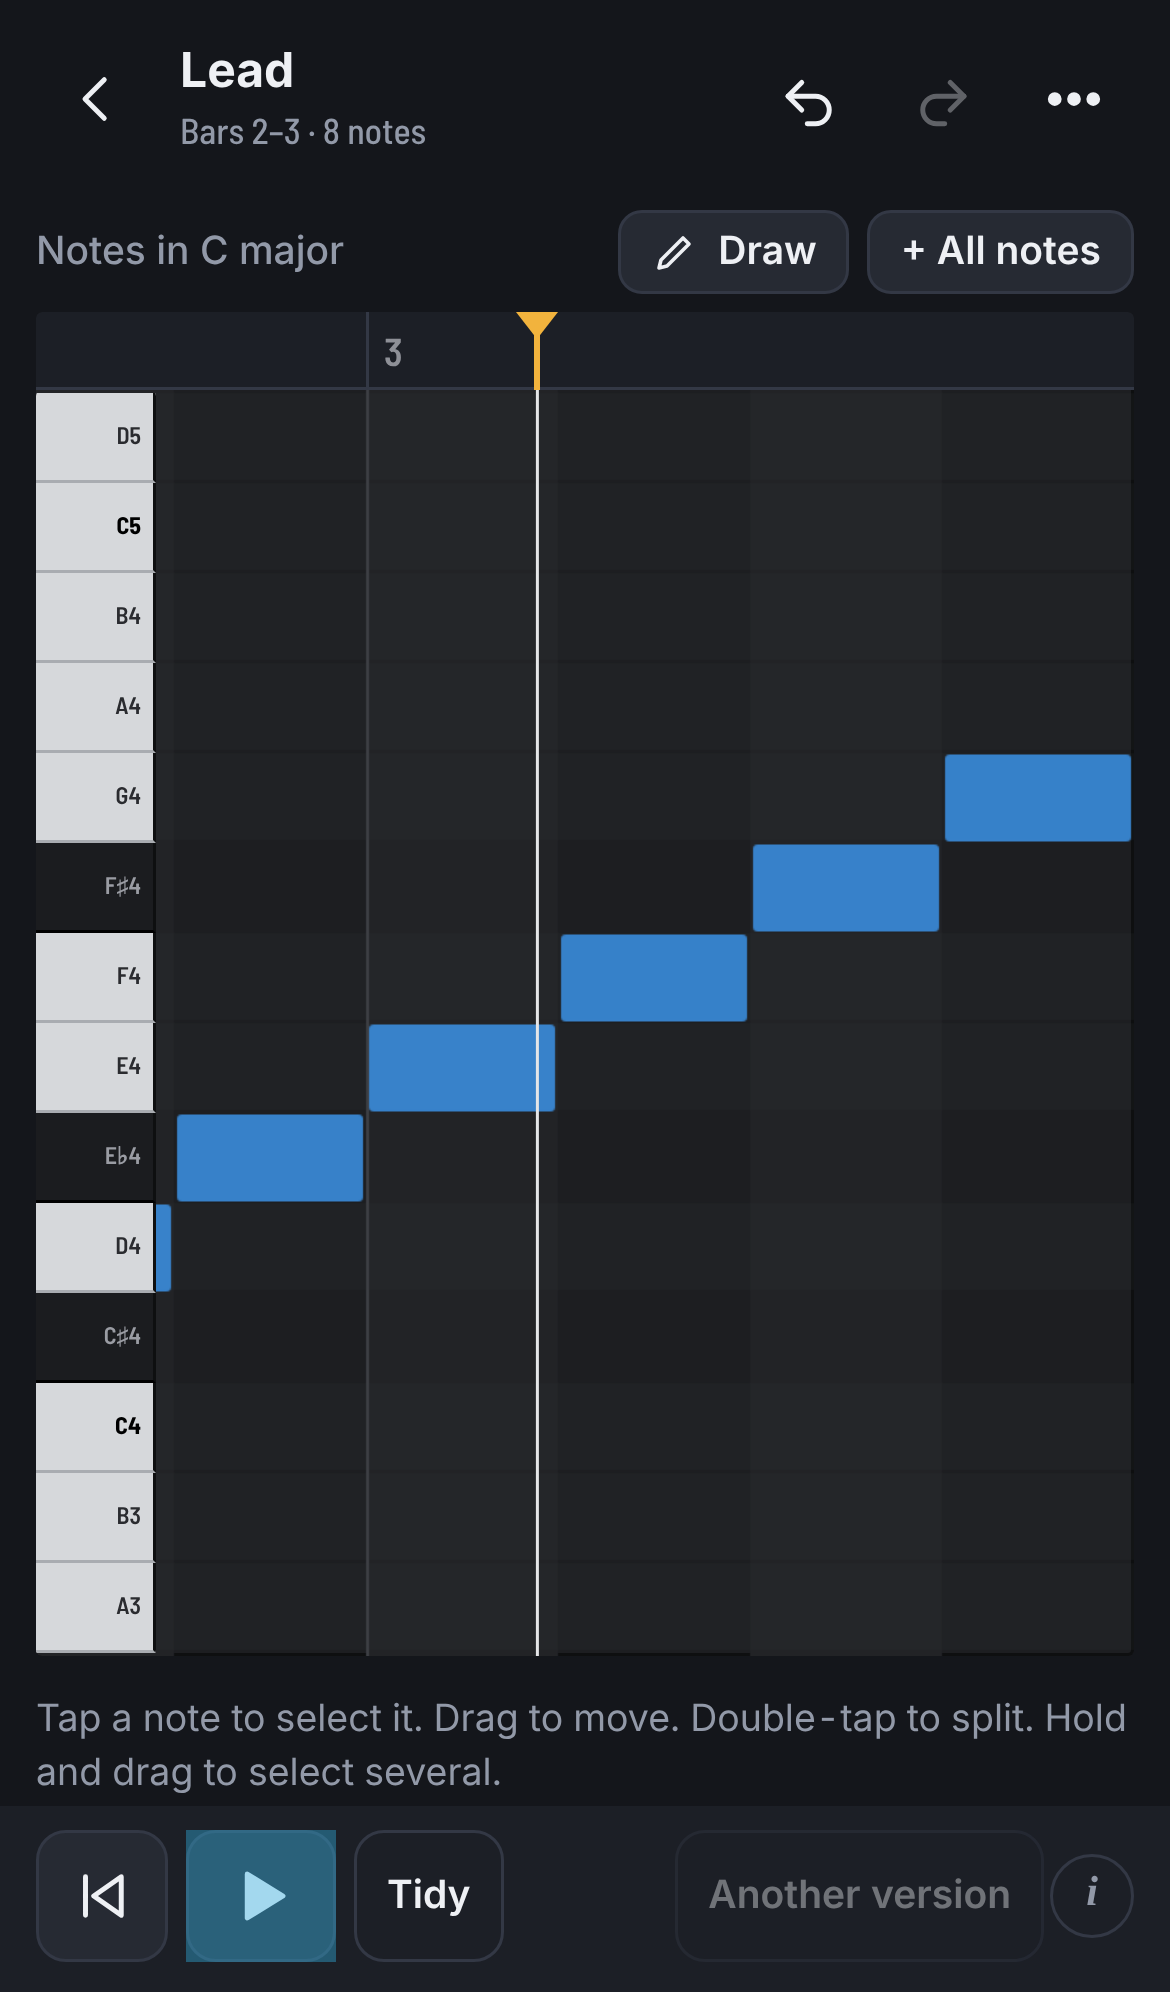 Lead
Bars 2–3 · 8 notes
Notes in C major
Draw
+ All notes
3
D5
C5
B4
A4
G4
F♯4
F4
E4
E♭4
D4
C♯4
C4
B3
A3
Tap a note to select it. Drag to move. Double-tap to split. Hold
and drag to select several.
Tidy
Another version
i